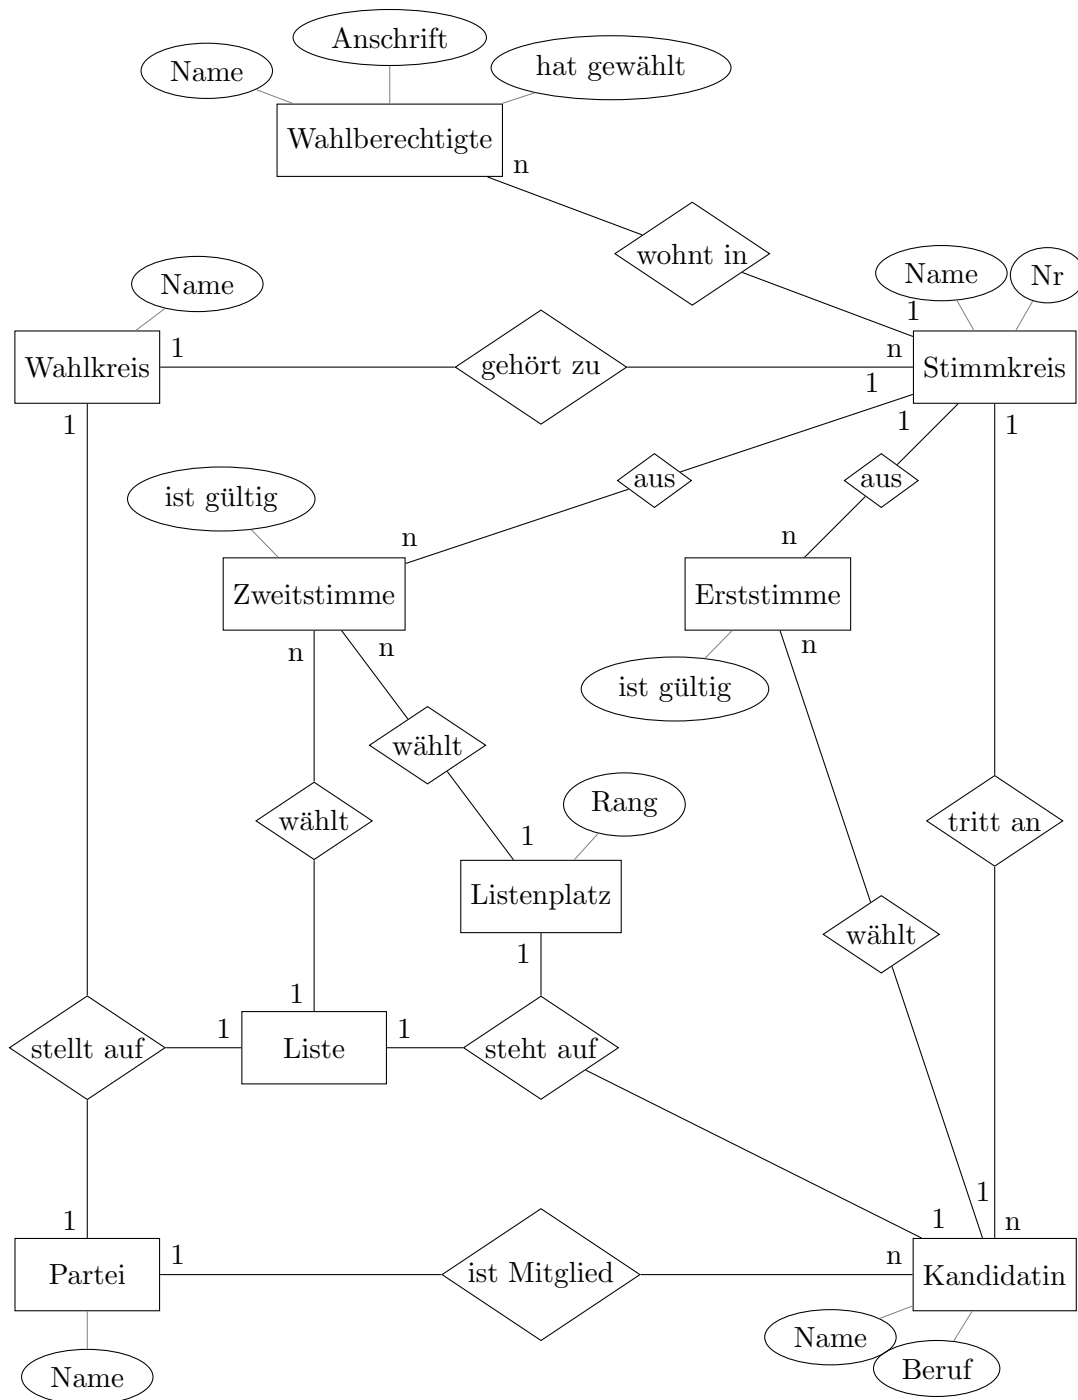 Anschrift
Name
hat gewählt
Wahlberechtigte
n
wohnt in
Name
Nr
Name
1
Wahlkreis
1
gehört zu
n
Stimmkreis
1
1
1
1
aus
aus
ist gültig
n
n
Zweitstimme
Erststimme
n
n
n
ist gültig
wählt
Rang
wählt
1
tritt an
Listenplatz
wählt
1
1
stellt auf
1
Liste
1
steht auf
1
1
1
n
1
Partei
1
ist Mitglied
n
Kandidatin
Name
Beruf
Name